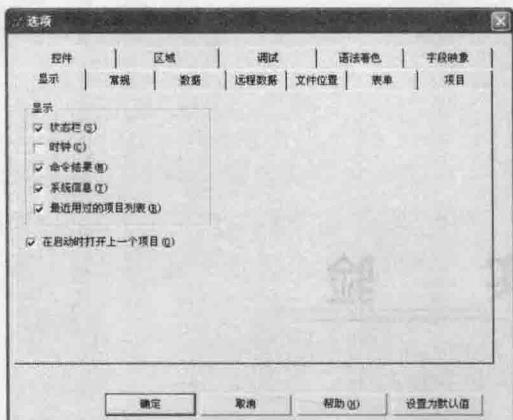 选项
控件 区域 调试 语法着色 字段映象
显示 常规 数据 远程数据 文件位置 表单 项目
显示
状态栏(S)
时钟(C)
命令结果(M)
系统信息(T)
最近用过的项目列表(R)
在启动时打开上一个项目(O)
确定 取消 帮助(H) 设置为默认值